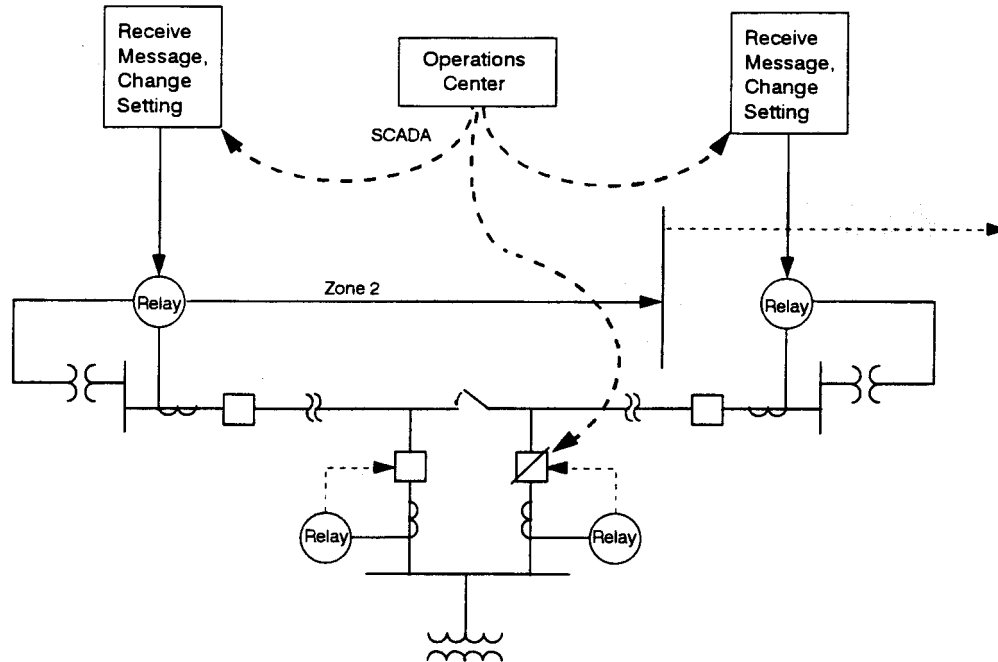 Receive
Message,
Change
Setting
Operations
Center
Receive
Message,
Change
Setting
SCADA
Relay
Zone 2
Relay
Relay
Relay